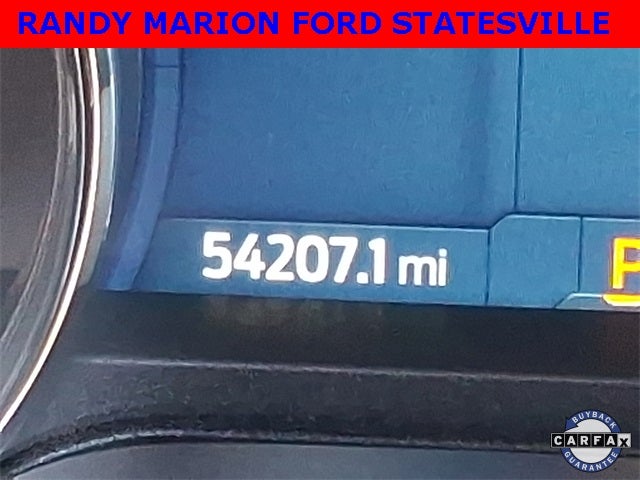 RANDY MARION FORD STATESVILLE
54207.1 mi
P
BUYBACK
CARFAX
GUARANTEE